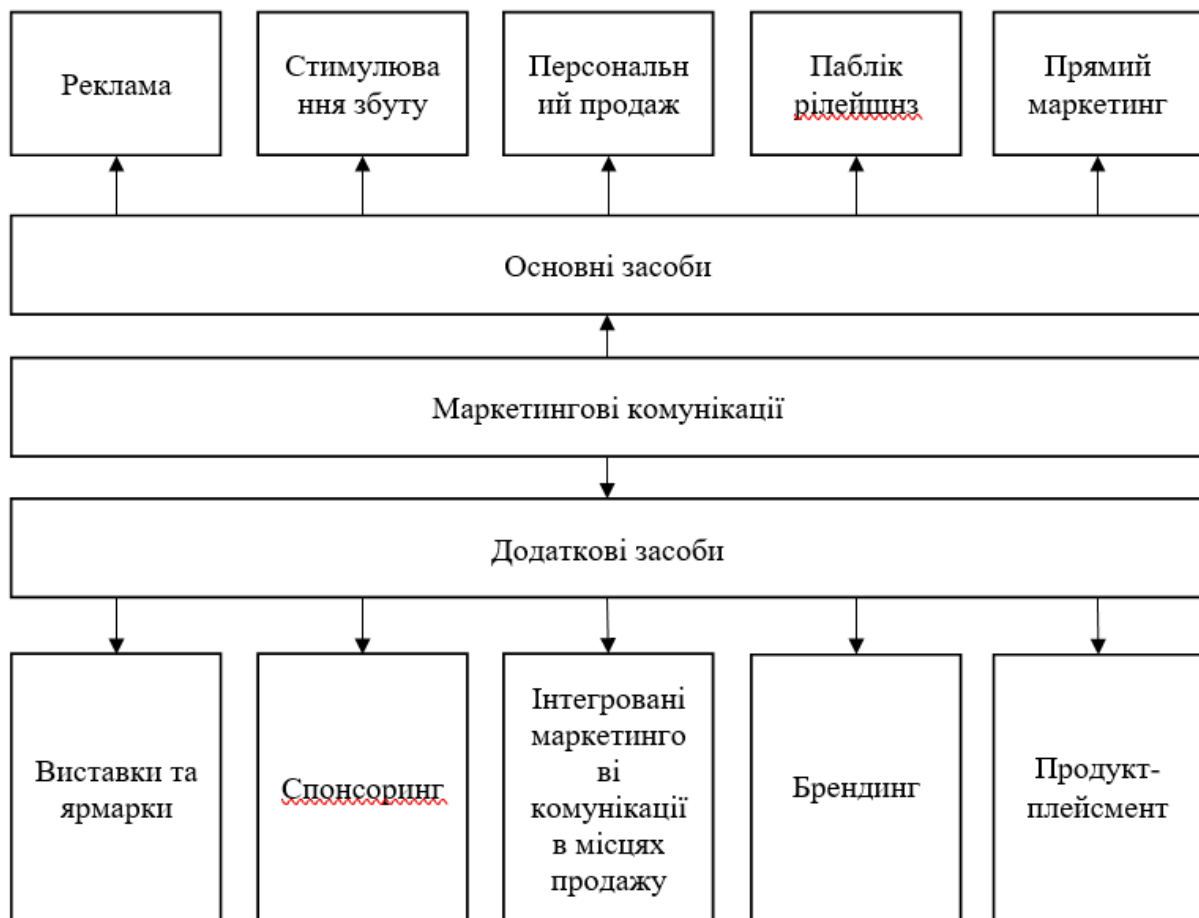 Реклама
Стимулюва
ння збуту
Персональн
ий продаж
Паблік
рілейшнз
Прямий
маркетинг
Основні засоби
Маркетингові комунікації
Додаткові засоби
Виставки та
ярмарки
Спонсоринг
Інтегровані
маркетинго
ві
комунікації
в місцях
продажу
Брендинг
Продукт-
плейсмент